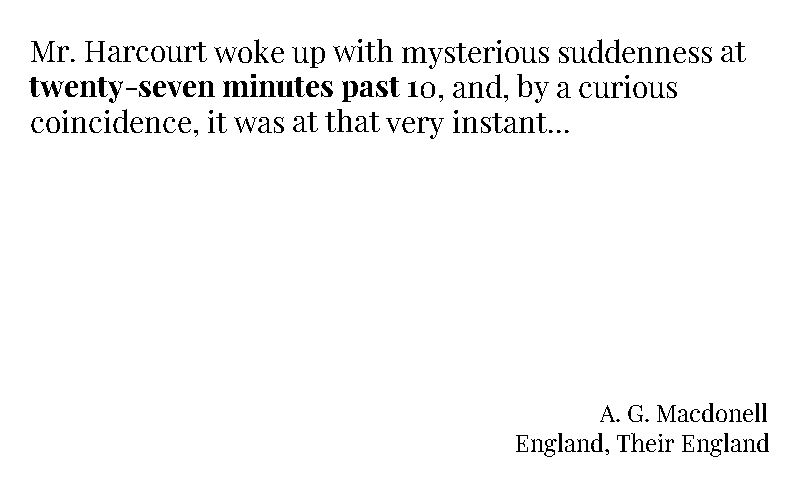 Mr. Harcourt woke up with mysterious suddenness at
twenty-seven minutes past 10, and, by a curious
coincidence, it was at that very instant...
A. G. Macdonell
England, Their England